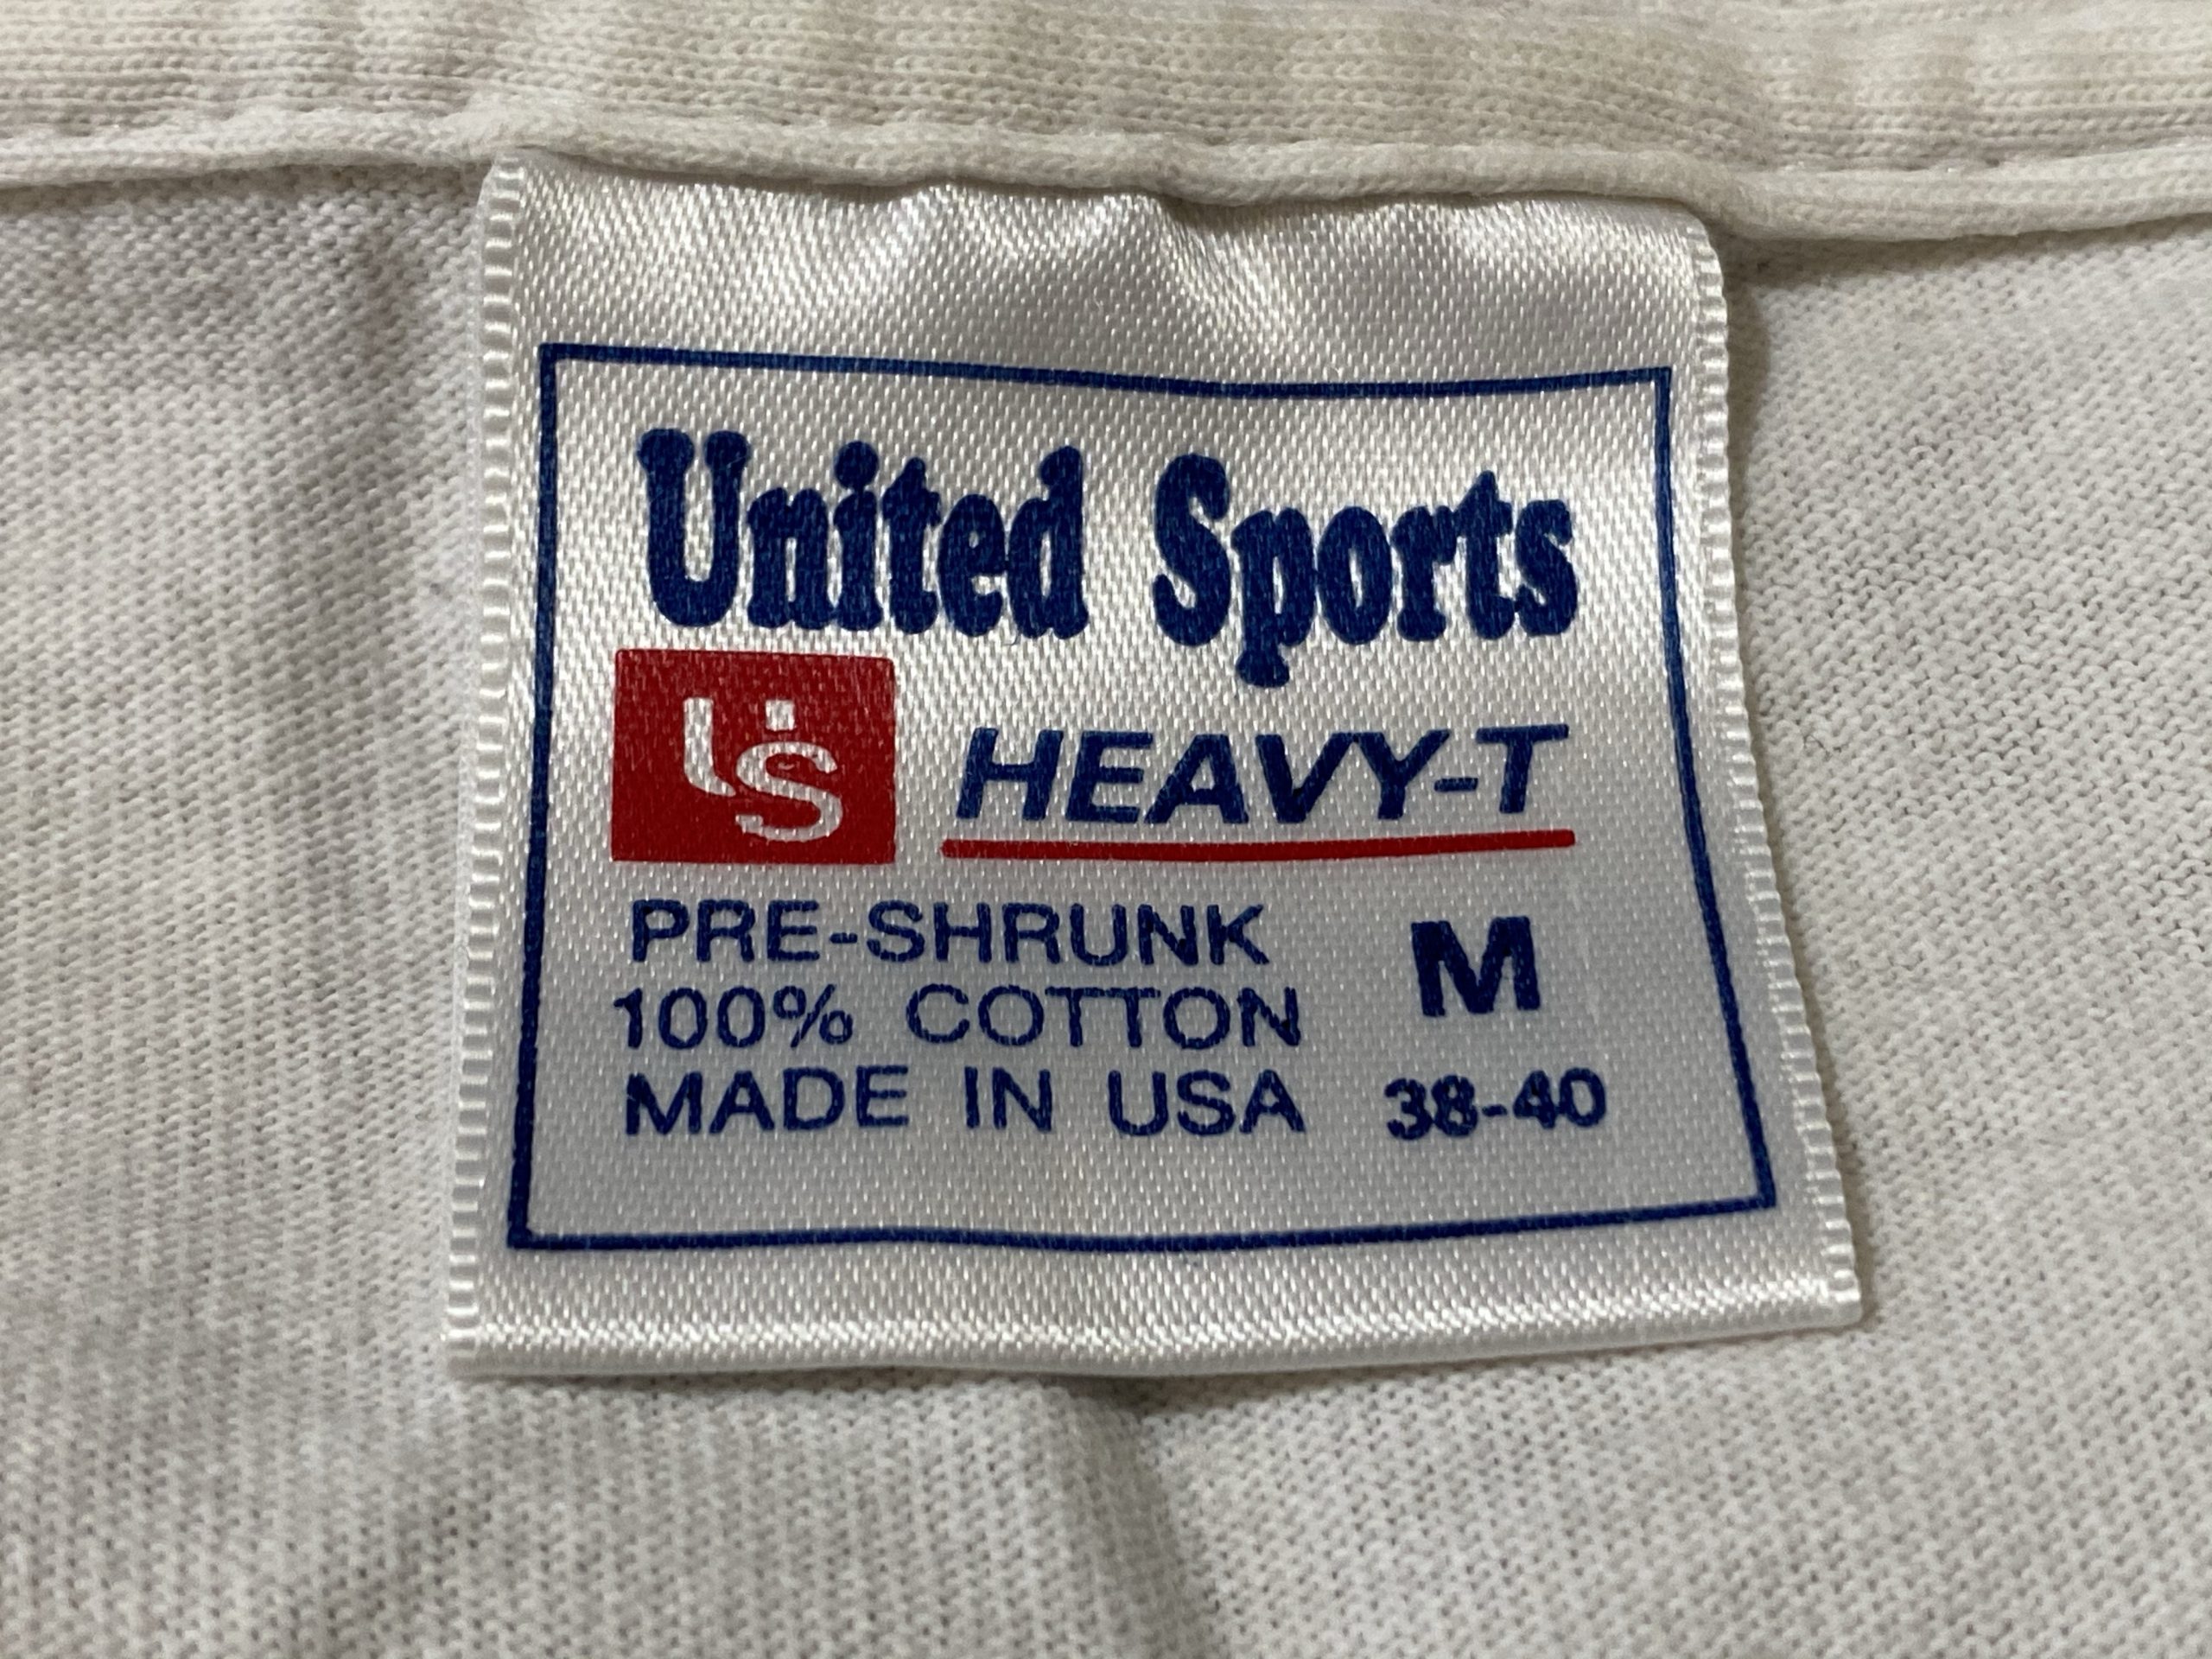 United Sports
US HEAVY-T
PRE-SHRUNK M
100% COTTON
MADE IN USA 38-40